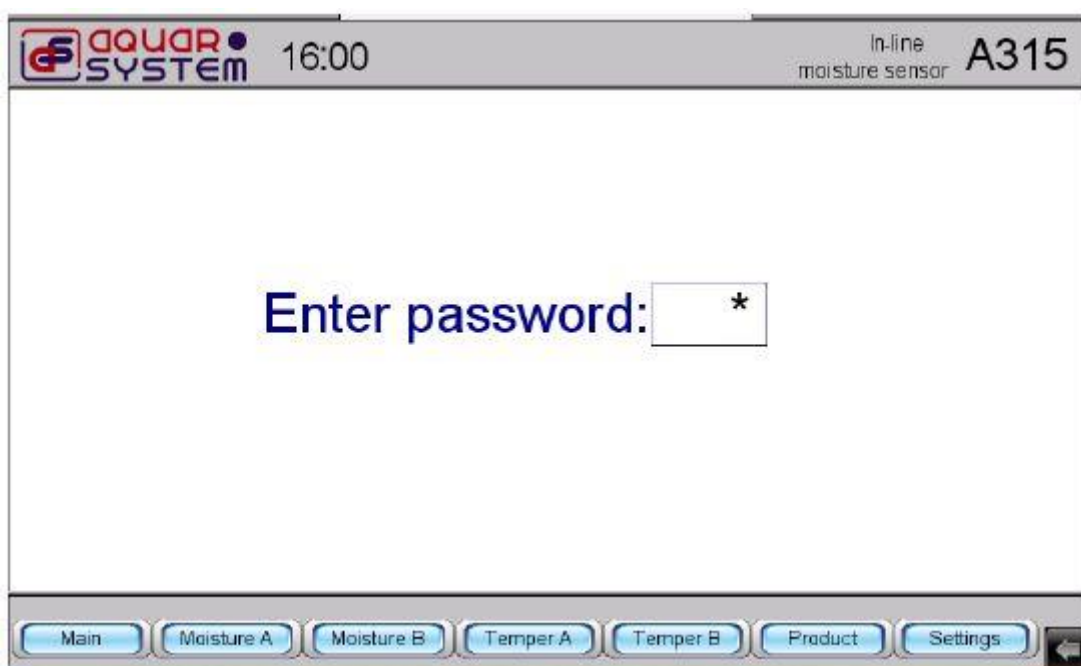 aquar system 16:00
In-line
moisture sensor A315
Enter password: *
Main Moisture A Moisture B Temper A Temper B Product Settings